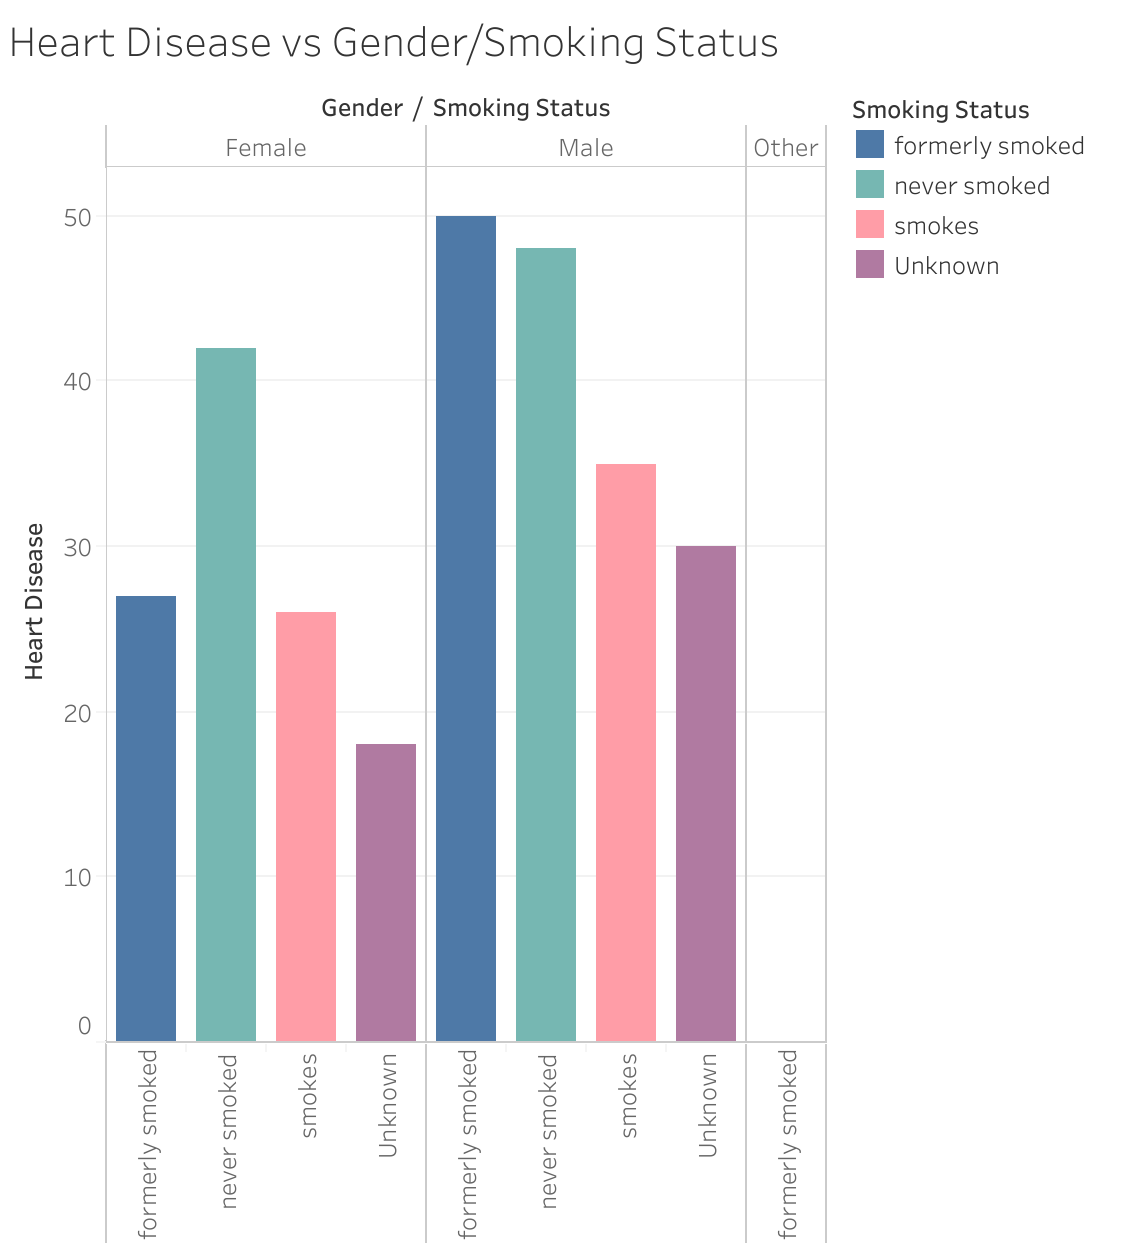 Heart Disease vs Gender/Smoking Status
Gender / Smoking Status
Female
Male
Other
Smoking Status
formerly smoked
never smoked
smokes
Unknown
Heart Disease
50
40
30
20
10
0
formerly smoked
never smoked
smokes
Unknown
formerly smoked
never smoked
smokes
Unknown
formerly smoked